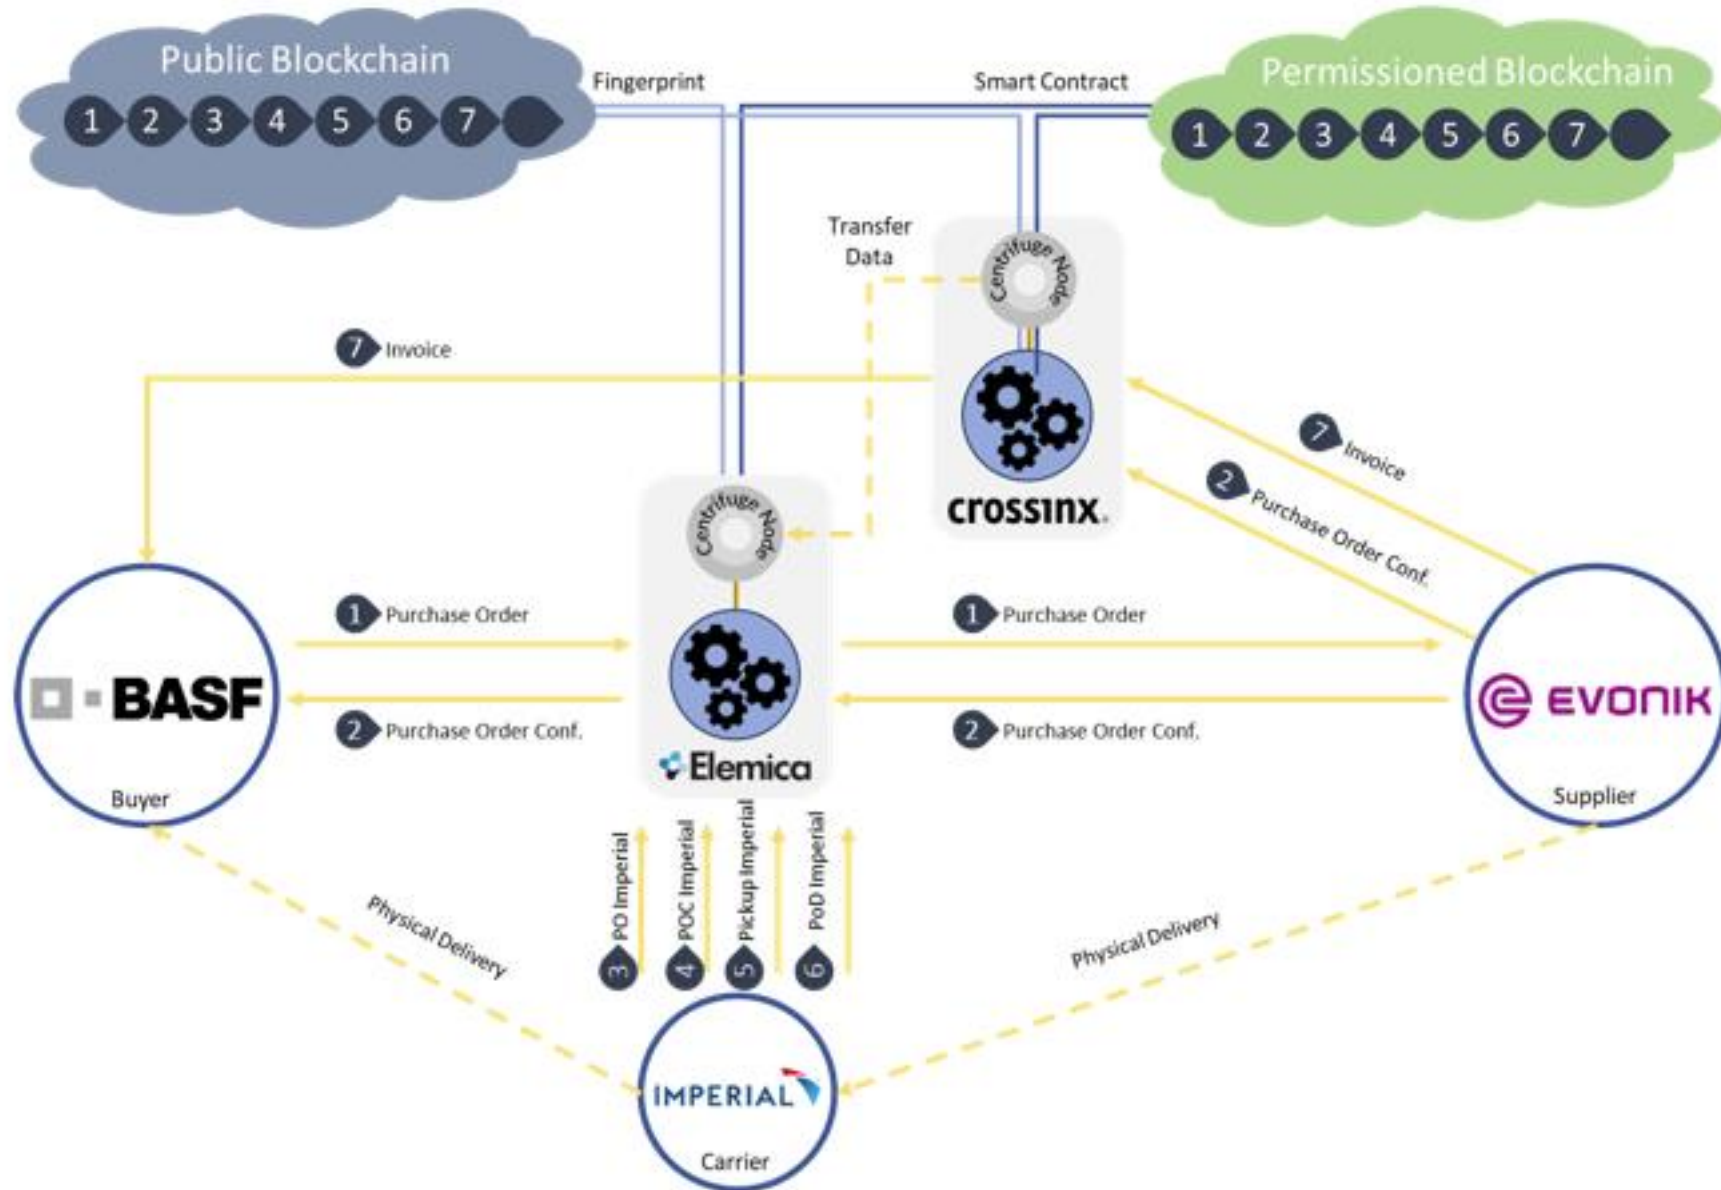 Public Blockchain
1 2 3 4 5 6 7
Fingerprint
Smart Contract
Permissioned Blockchain
1 2 3 4 5 6 7
Transfer
Data
Centrifuge Node
crossinx.
7 Invoice
7 Invoice
2 Purchase Order Conf.
Centrifuge Node
Elemica
1 Purchase Order
2 Purchase Order Conf.
1 Purchase Order
2 Purchase Order Conf.
BASF
Buyer
EVONIK
Supplier
3 PO Imperial
4 POC Imperial
5 Pickup Imperial
6 PoD Imperial
Physical Delivery
Physical Delivery
IMPERIAL
Carrier